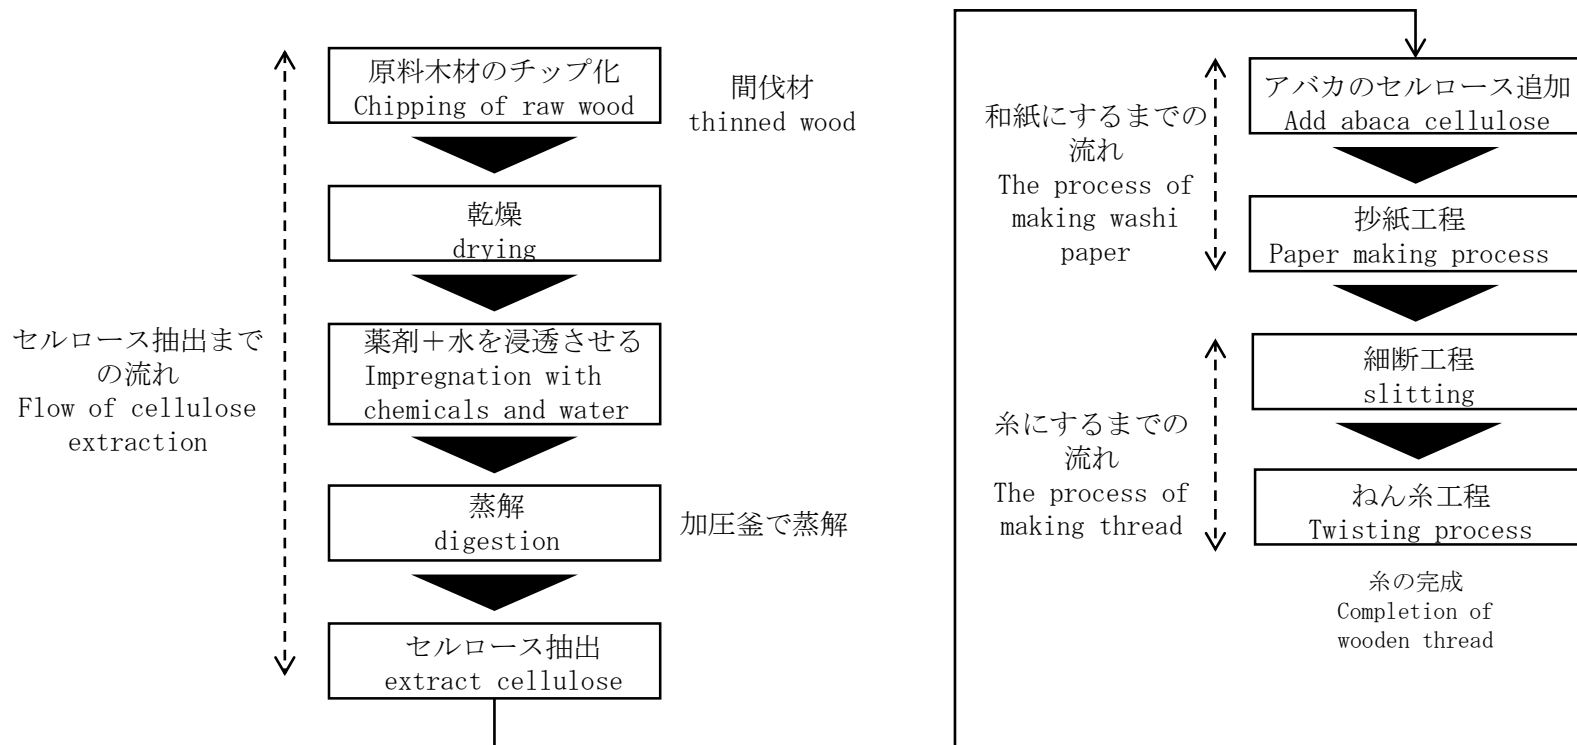 原料木材のチップ化
Chipping of raw wood
間伐材
thinned wood
乾燥
drying
セルロース抽出まで
の流れ
Flow of cellulose
extraction
薬剤＋水を浸透させる
Impregnation with
chemicals and water
蒸解
digestion
加圧釜で蒸解
セルロース抽出
extract cellulose
和紙にするまでの
流れ
The process of
making washi
paper
アバカのセルロース追加
Add abaca cellulose
抄紙工程
Paper making process
糸にするまでの
流れ
The process of
making thread
細断工程
slitting
ねん糸工程
Twisting process
糸の完成
Completion of
wooden thread